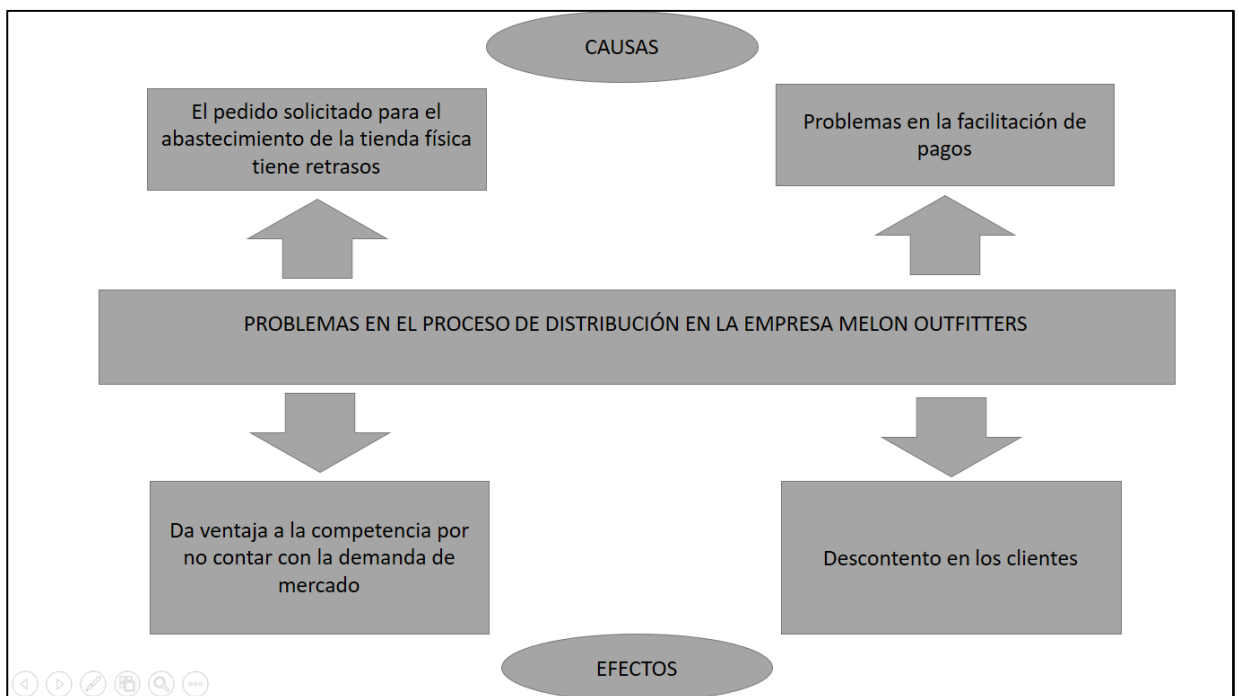 CAUSAS
El pedido solicitado para el
abastecimiento de la tienda física
tiene retrasos
Problemas en la facilitación de
pagos
PROBLEMAS EN EL PROCESO DE DISTRIBUCIÓN EN LA EMPRESA MELON OUTFITTERS
Da ventaja a la competencia por
no contar con la demanda de
mercado
Descontento en los clientes
EFECTOS